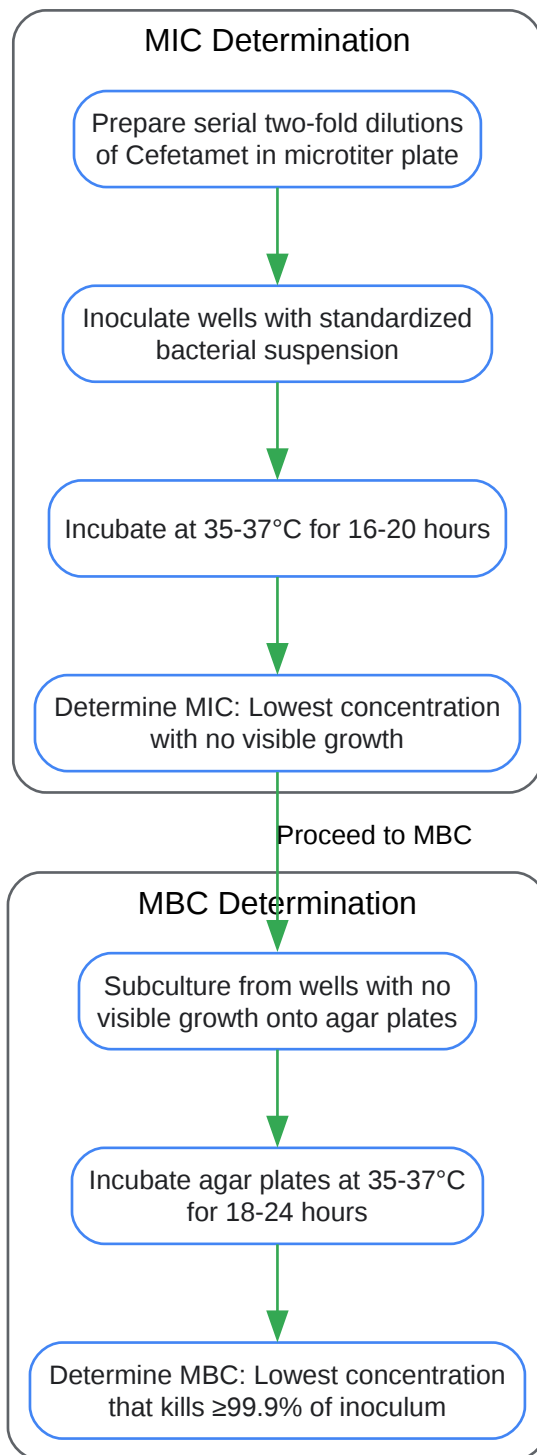 MIC Determination
Prepare serial two-fold dilutions
of Cefetamet in microtiter plate
Inoculate wells with standardized
bacterial suspension
Incubate at 35-37°C for 16-20 hours
Determine MIC: Lowest concentration
with no visible growth
Proceed to MBC
MBC Determination
Subculture from wells with no
visible growth onto agar plates
Incubate agar plates at 35-37°C
for 18-24 hours
Determine MBC: Lowest concentration
that kills ≥99.9% of inoculum